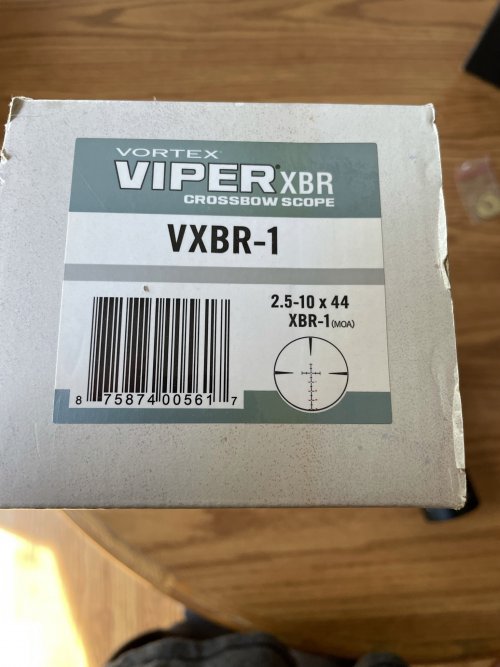 VORTEX
VIPER® XBR
CROSSBOW SCOPE
VXBR-1
2.5-10 x 44
XBR-1 (MOA)
8 75874 00561 7